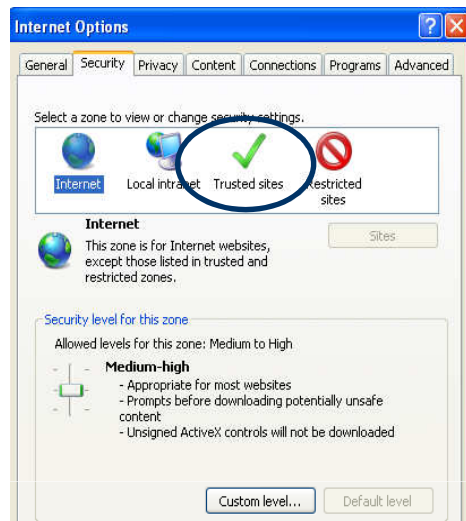 Internet Options
General Security Privacy Content Connections Programs Advanced
Select a zone to view or change security settings.
Internet Local intranet Trusted sites Restricted
sites
Internet
Sites
This zone is for Internet websites,
except those listed in trusted and
restricted zones.
Security level for this zone
Allowed levels for this zone: Medium to High
Medium-high
- Appropriate for most websites
- Prompts before downloading potentially unsafe
content
- Unsigned ActiveX controls will not be downloaded
Custom level... Default level